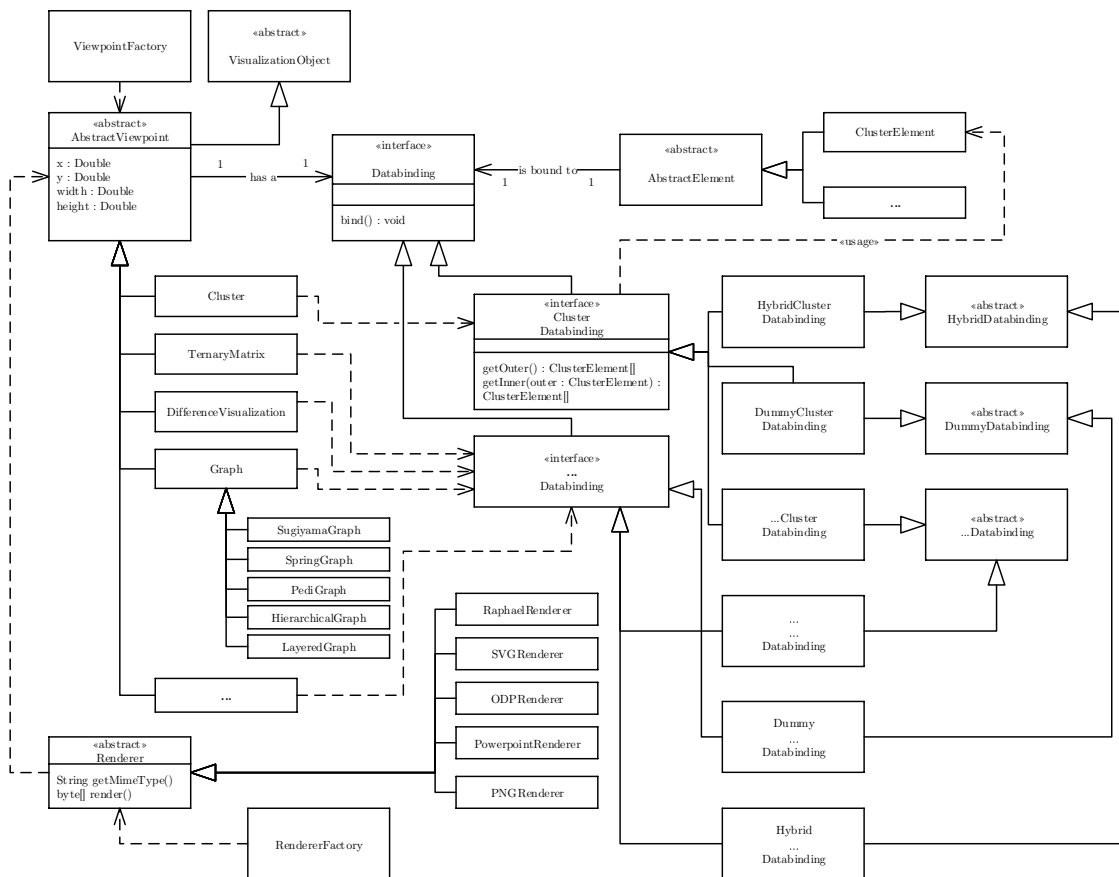 ViewpointFactory
«abstract»
VisualizationObject
«abstract»
AbstractViewpoint
x : Double
y : Double
width : Double
height : Double
1
has a
1
«interface»
Databinding
bind() : void
is bound to
1
1
«abstract»
AbstractElement
ClusterElement
...
«usage»
Cluster
TernaryMatrix
DifferenceVisualization
Graph
SugiyamaGraph
SpringGraph
PediGraph
HierarchicalGraph
LayeredGraph
...
«interface»
Cluster
Databinding
getOuter() : ClusterElement[]
getInner(outer : ClusterElement) :
ClusterElement[]
«interface»
...
Databinding
HybridCluster
Databinding
«abstract»
HybridDatabinding
DummyCluster
Databinding
«abstract»
DummyDatabinding
...Cluster
Databinding
«abstract»
...Databinding
...
...
Databinding
Dummy
...
Databinding
Hybrid
...
Databinding
RaphaelRenderer
SVGRenderer
ODPRenderer
PowerpointRenderer
PNGRenderer
«abstract»
Renderer
String getMimeType()
byte[] render()
RendererFactory